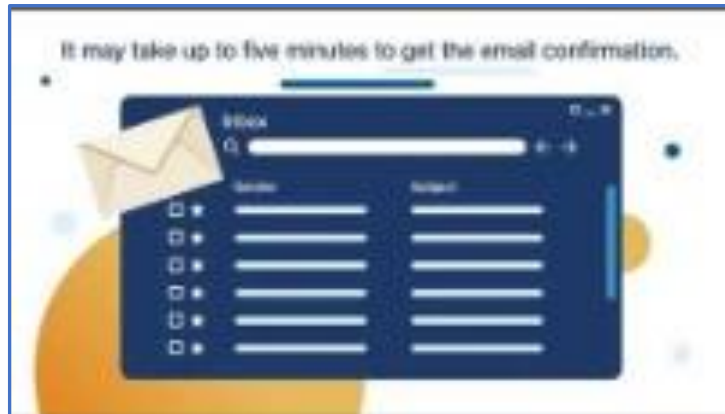 It may take up to five minutes to get the email confirmation.
Inbox
Sender
Subject